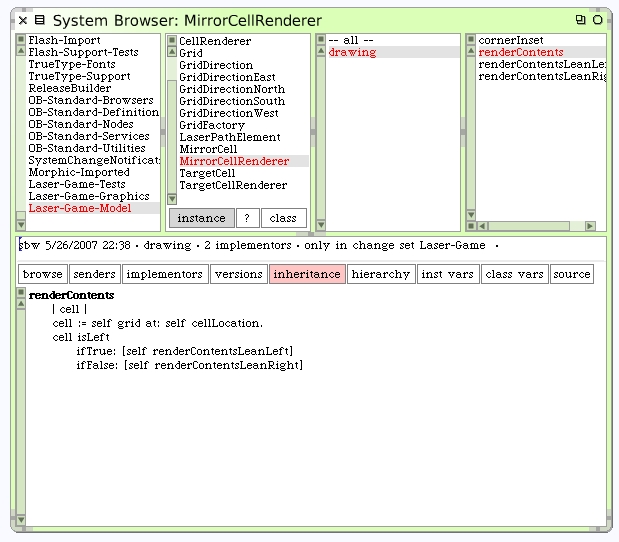 System Browser: MirrorCellRenderer
Flash-Import
Flash-Support-Tests
TrueType-Fonts
TrueType-Support
ReleaseBuilder
OB-Standard-Browsers
OB-Standard-Definition
OB-Standard-Nodes
OB-Standard-Services
OB-Standard-Utilities
SystemChangeNotificat
Morphic-Imported
Laser-Game-Tests
Laser-Game-Graphics
Laser-Game-Model
CellRenderer
Grid
GridDirection
GridDirectionEast
GridDirectionNorth
GridDirectionSouth
GridDirectionWest
GridFactory
LaserPathElement
MirrorCell
MirrorCellRenderer
TargetCell
TargetCellRenderer
instance ? class
-- all --
drawing
cornerInset
renderContents
renderContentsLeanLe
renderContentsLeanRig
sbw 5/26/2007 22:38 · drawing · 2 implementors · only in change set Laser-Game ·
browse senders implementors versions inheritance hierarchy inst vars class vars source
renderContents
| cell |
cell := self grid at: self cellLocation.
cell isLeft
ifTrue: [self renderContentsLeanLeft]
ifFalse: [self renderContentsLeanRight]